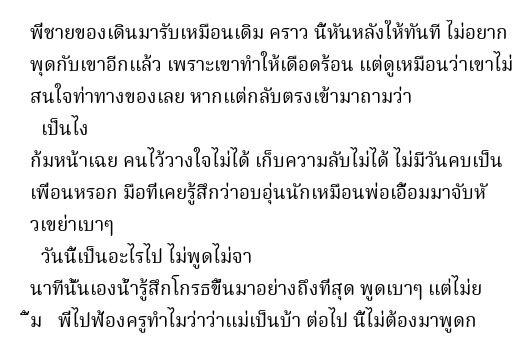 พี่ชายของเดินมารับเหมือนเดิม คราว นี้หันหลังให้ทันที ไม่อยาก
พูดกับเขาอีกแล้ว เพราะเขาทำให้เดือดร้อน แต่ดูเหมือนว่าเขาไม่
สนใจท่าทางของเลย หากแต่กลับตรงเข้ามาถามว่า
เป็นไง
ก้มหน้าเฉย คนไว้วางใจไม่ได้ เก็บความลับไม่ได้ ไม่มีวันคบเป็น
เพื่อนหรอก มือที่เคยรู้สึกว่าอบอุ่นนักเหมือนพ่อเอื้อมมาจับหั
วเขย่าเบาๆ
วันนี้เป็นอะไรไป ไม่พูดไม่จา
นาทีนั้นเองน้ำรู้สึกโกรธขึ้นมาอย่างถึงที่สุด พูดเบาๆ แต่ไม่ย
ิ้ม พี่ไปฟ้องครูทำไมว่าว่าแม่เป็นบ้า ต่อไป นี้ไม่ต้องมาพูดก